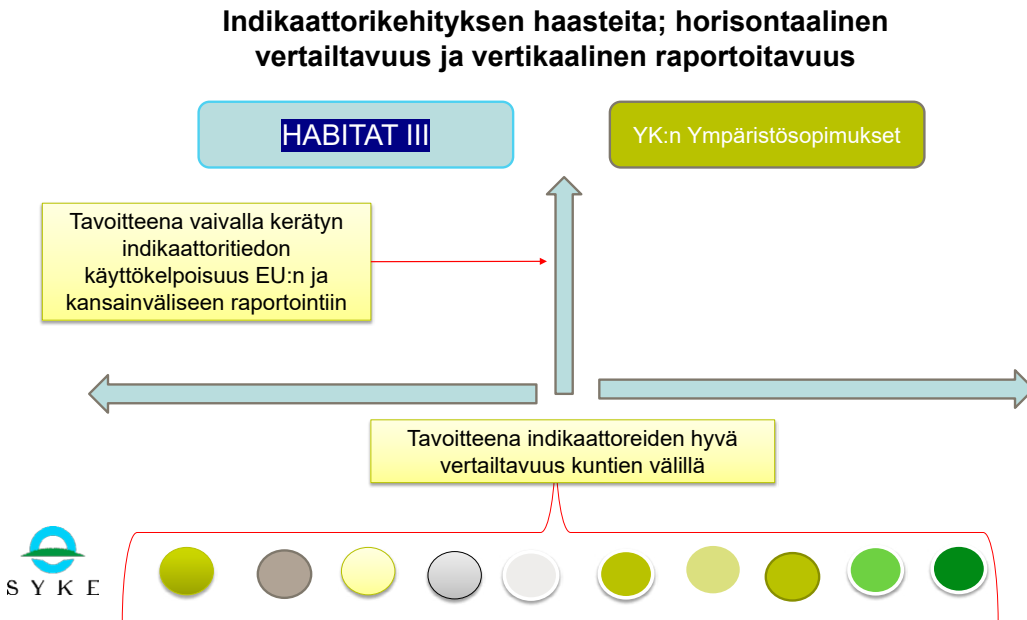 Indikaattorikehityksen haasteita; horisontaalinen
vertailtavuus ja vertikaalinen raportoitavuus
HABITAT III
YK:n Ympäristösopimukset
Tavoitteena vaivalla kerätyn
indikaattoritiedon
käyttökelpoisuus EU:n ja
kansainväliseen raportointiin
Tavoitteena indikaattoreiden hyvä
vertailtavuus kuntien välillä
SYKE